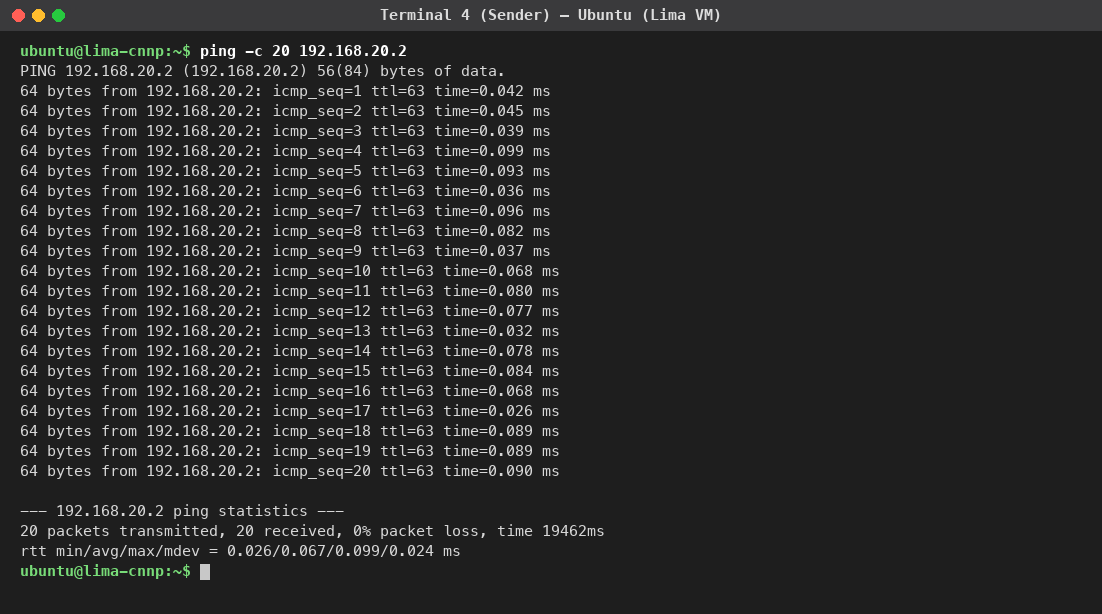 Terminal 4 (Sender) — Ubuntu (Lima VM)
ubuntu@lima-cnnp:~$ ping -c 20 192.168.20.2
PING 192.168.20.2 (192.168.20.2) 56(84) bytes of data.
64 bytes from 192.168.20.2: icmp_seq=1 ttl=63 time=0.042 ms
64 bytes from 192.168.20.2: icmp_seq=2 ttl=63 time=0.045 ms
64 bytes from 192.168.20.2: icmp_seq=3 ttl=63 time=0.039 ms
64 bytes from 192.168.20.2: icmp_seq=4 ttl=63 time=0.099 ms
64 bytes from 192.168.20.2: icmp_seq=5 ttl=63 time=0.093 ms
64 bytes from 192.168.20.2: icmp_seq=6 ttl=63 time=0.036 ms
64 bytes from 192.168.20.2: icmp_seq=7 ttl=63 time=0.096 ms
64 bytes from 192.168.20.2: icmp_seq=8 ttl=63 time=0.082 ms
64 bytes from 192.168.20.2: icmp_seq=9 ttl=63 time=0.037 ms
64 bytes from 192.168.20.2: icmp_seq=10 ttl=63 time=0.068 ms
64 bytes from 192.168.20.2: icmp_seq=11 ttl=63 time=0.080 ms
64 bytes from 192.168.20.2: icmp_seq=12 ttl=63 time=0.077 ms
64 bytes from 192.168.20.2: icmp_seq=13 ttl=63 time=0.032 ms
64 bytes from 192.168.20.2: icmp_seq=14 ttl=63 time=0.078 ms
64 bytes from 192.168.20.2: icmp_seq=15 ttl=63 time=0.084 ms
64 bytes from 192.168.20.2: icmp_seq=16 ttl=63 time=0.068 ms
64 bytes from 192.168.20.2: icmp_seq=17 ttl=63 time=0.026 ms
64 bytes from 192.168.20.2: icmp_seq=18 ttl=63 time=0.089 ms
64 bytes from 192.168.20.2: icmp_seq=19 ttl=63 time=0.089 ms
64 bytes from 192.168.20.2: icmp_seq=20 ttl=63 time=0.090 ms
--- 192.168.20.2 ping statistics ---
20 packets transmitted, 20 received, 0% packet loss, time 19462ms
rtt min/avg/max/mdev = 0.026/0.067/0.099/0.024 ms
ubuntu@lima-cnnp:~$